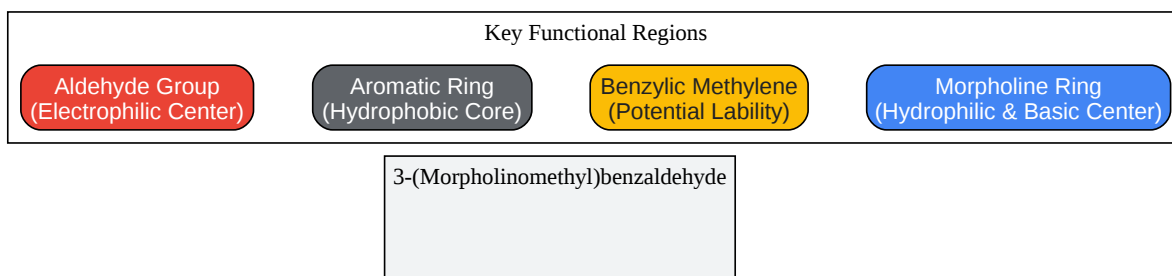 Key Functional Regions
Aldehyde Group
(Electrophilic Center)
Aromatic Ring
(Hydrophobic Core)
Benzylic Methylene
(Potential Lability)
Morpholine Ring
(Hydrophilic & Basic Center)
3-(Morpholinomethyl)benzaldehyde